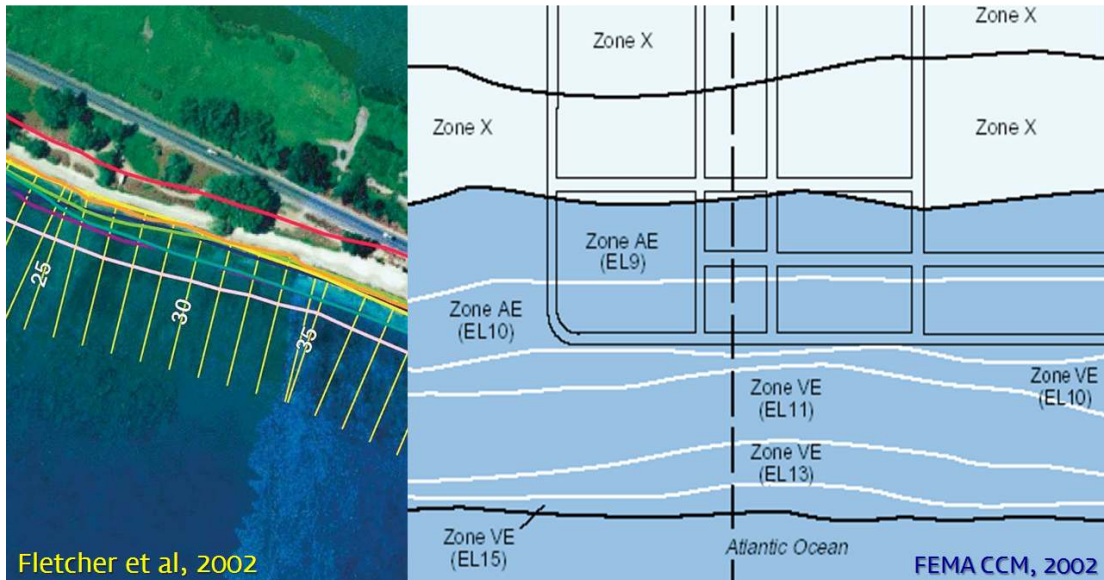 25
30
35
Fletcher et al, 2002
Zone X
Zone X
Zone X
Zone X
Zone AE
(EL9)
Zone AE
(EL10)
Zone VE
(EL10)
Zone VE
(EL11)
Zone VE
(EL13)
Zone VE
(EL15)
Atlantic Ocean
FEMA CCM, 2002